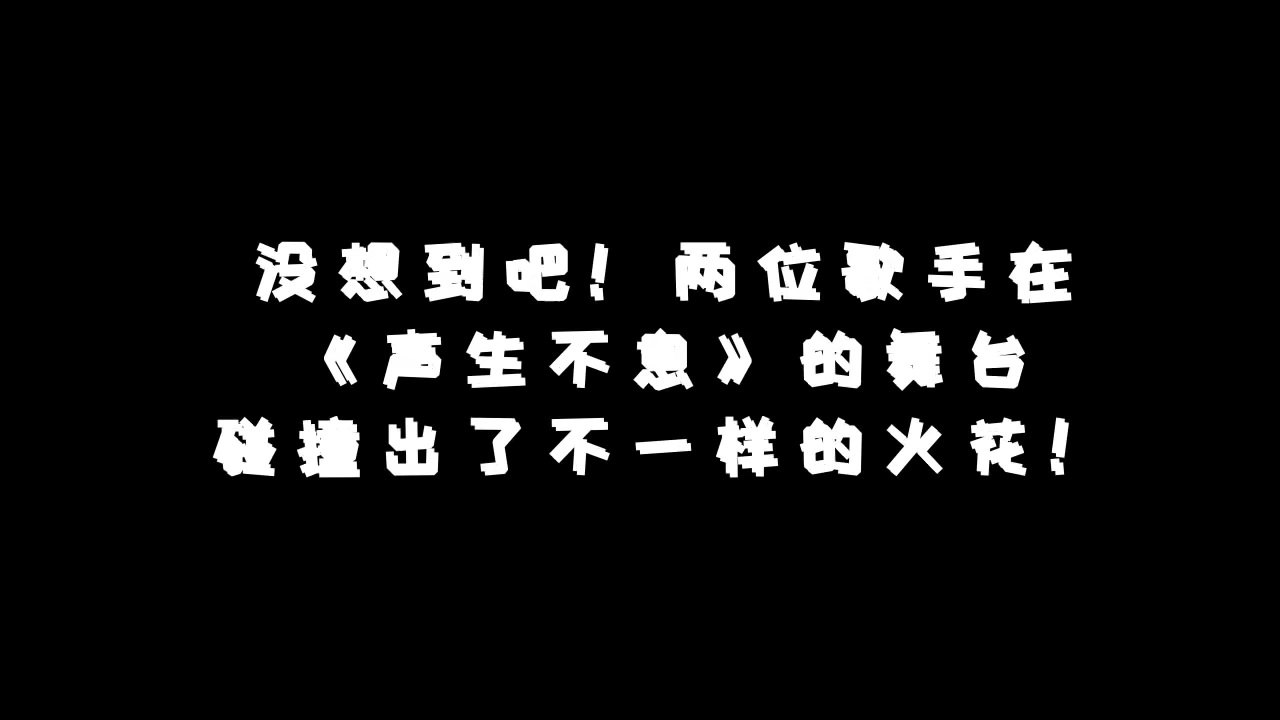 没想到吧！两位歌手在
《声生不息》的舞台
碰撞出了不一样的火花！